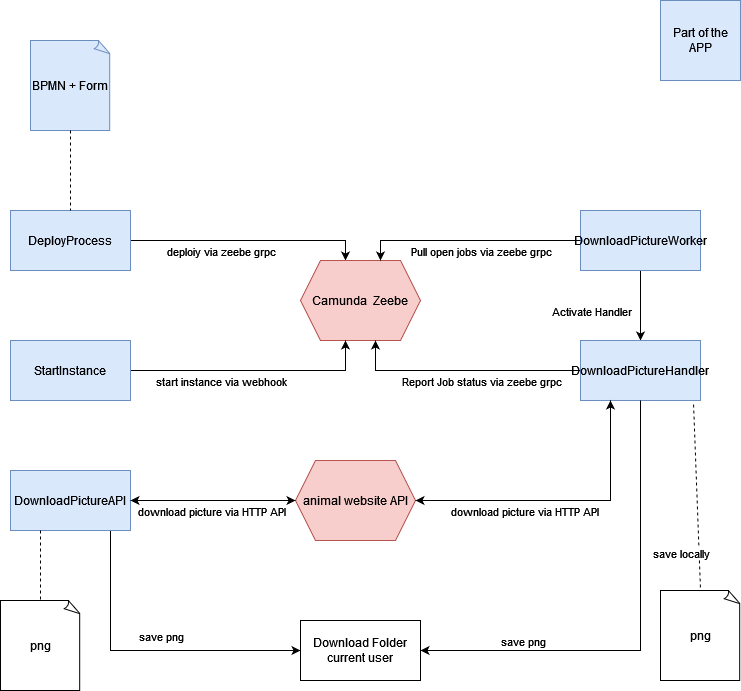 Part of the
APP
BPMN + Form
DeployProcess
deploiy via zeebe grpc
Pull open jobs via zeebe grpc
DownloadPictureWorker
Camunda Zeebe
Activate Handler
StartInstance
start instance via webhook
Report Job status via zeebe grpc
DownloadPictureHandler
DownloadPictureAPI
download picture via HTTP API
animal website API
download picture via HTTP API
save locally
png
save png
Download Folder
current user
save png
png